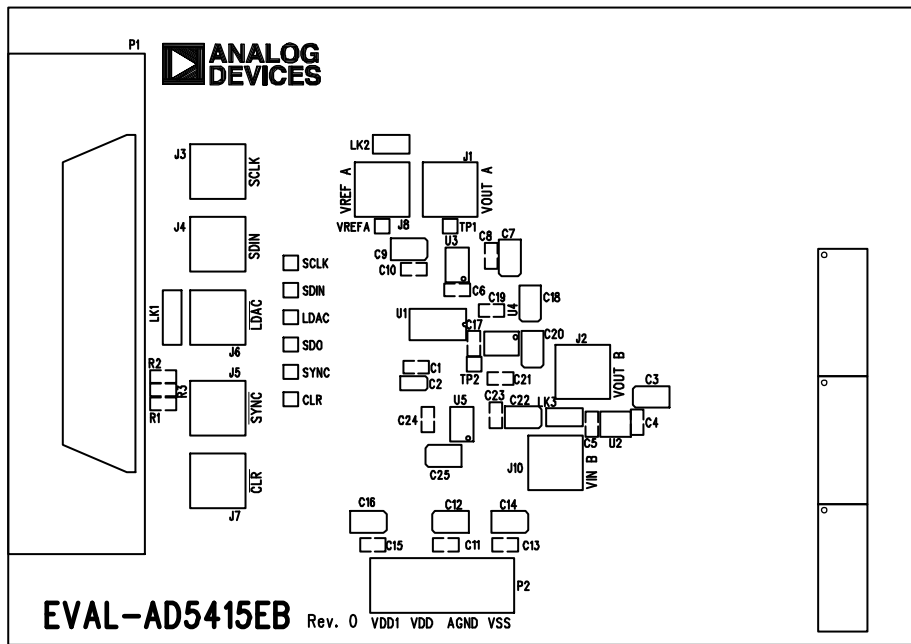 P1
ANALOG
DEVICES
LK2
J1
J3
SCLK
VREF A
VOUT A
J4
SDIN
VREFA
J8
TP1
U3
C8
C7
C9
C10
SCLK
C6
SDIN
C19
U4
C18
LK1
LDAC
LDAC
U1
C17
C20
J2
J6
SDO
VOUT B
R2
J5
SYNC
C1
TP2
C21
R3
C2
C3
R1
SYNC
CLR
U5
C23
C22
LK3
C24
C5
U2
C4
CLR
C25
J10
VIN B
J7
C16
C12
C14
C15
C11
C13
P2
EVAL-AD5415EB Rev. 0 VDD1 VDD AGND VSS